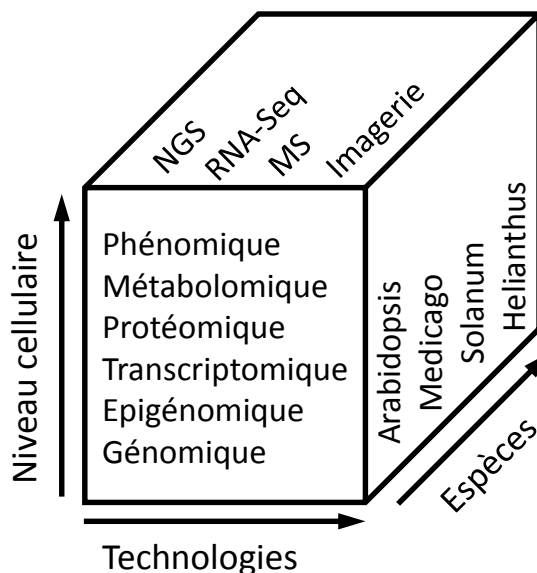 NGS
RNA-Seq
MS
Imagerie
Niveau cellulaire
Phénomique
Métabolomique
Protéomique
Transcriptomique
Epigénomique
Génomique
Arabidopsis
Medicago
Solanum
Helianthus
Espèces
Technologies